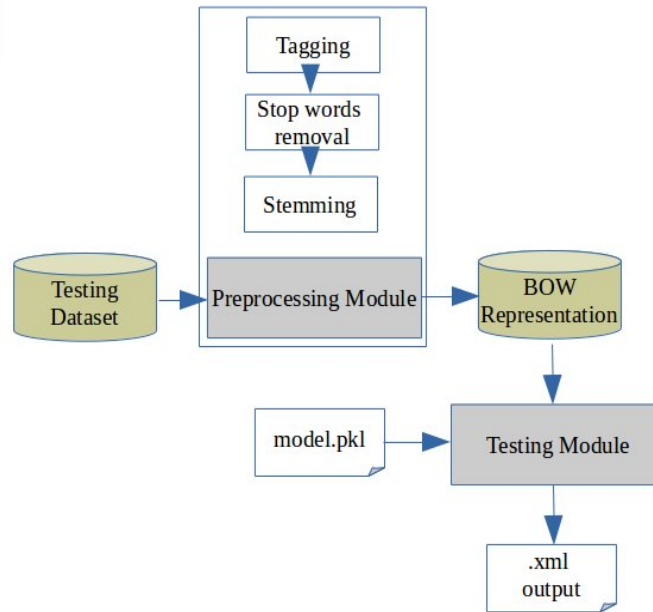 Tagging
Stop words
removal
Stemming
Testing
Dataset
Preprocessing Module
BOW
Representation
model.pkl
Testing Module
.xml
output